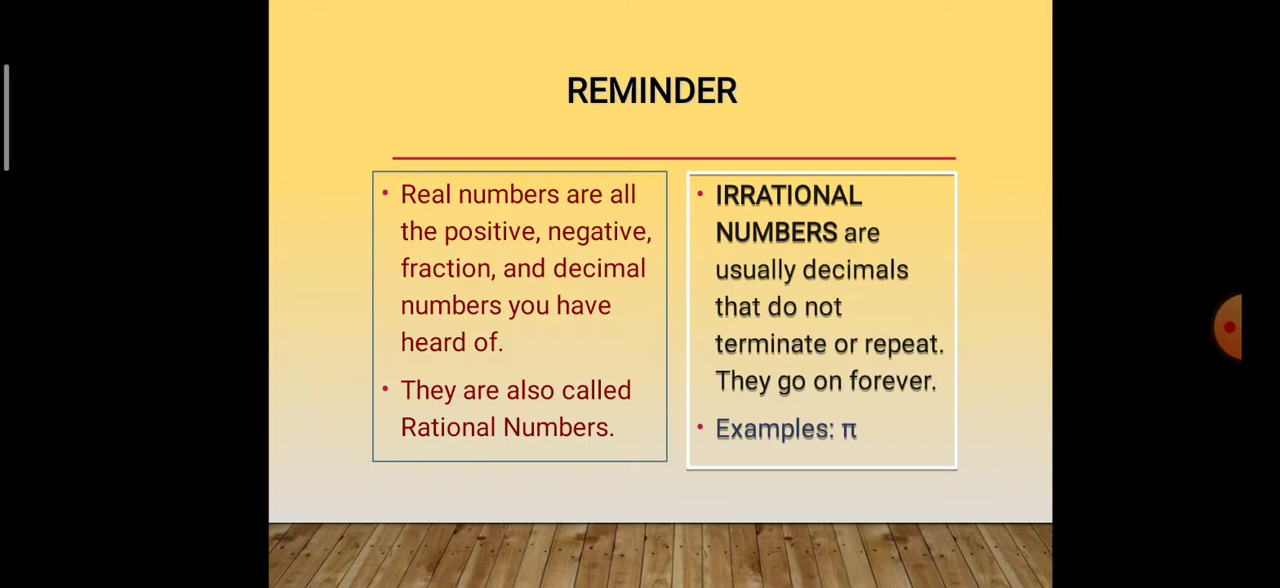 REMINDER
• Real numbers are all
the positive, negative,
fraction, and decimal
numbers you have
heard of.
• They are also called
Rational Numbers.
• IRRATIONAL
NUMBERS are
usually decimals
that do not
terminate or repeat.
They go on forever.
• Examples: π